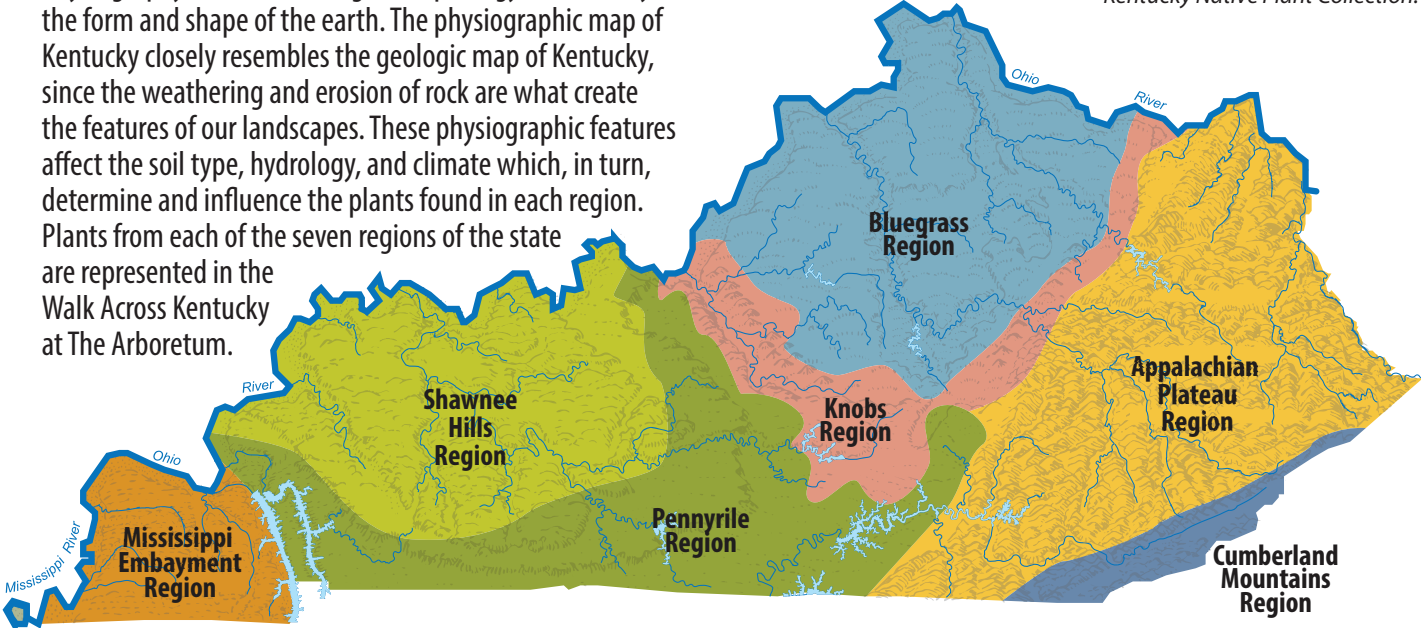 the form and shape of the earth. The physiographic map of
Kentucky closely resembles the geologic map of Kentucky,
since the weathering and erosion of rock are what create
the features of our landscapes. These physiographic features
affect the soil type, hydrology, and climate which, in turn,
determine and influence the plants found in each region.
Plants from each of the seven regions of the state
are represented in the
Walk Across Kentucky
at The Arboretum.
Kentucky Native Plant Collection.
Ohio
River
Bluegrass
Region
Appalachian
Plateau
Region
Knobs
Region
River
Shawnee
Hills
Region
Ohio
Pennyrile
Region
Mississippi River
Mississippi
Embayment
Region
Cumberland
Mountains
Region